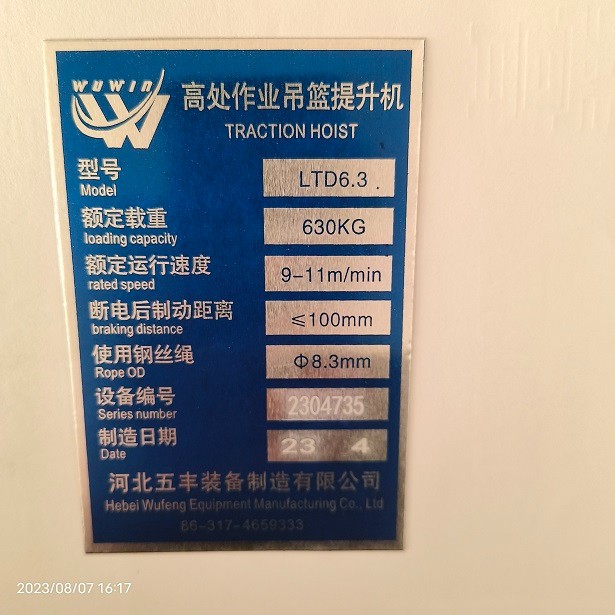 WUWIN
高处作业吊篮提升机
TRACTION HOIST
型号
Model
LTD6.3
额定载重
loading capacity
630KG
额定运行速度
rated speed
9-11m/min
断电后制动距离
braking distance
≤100mm
使用钢丝绳
Rope OD
Φ8.3mm
设备编号
Series number
2304735
制造日期
Date
23 4
河北五丰装备制造有限公司
Hebei Wufeng Equipment Manufacturing Co., Ltd
86-317-4659333
2023/08/07 16:17